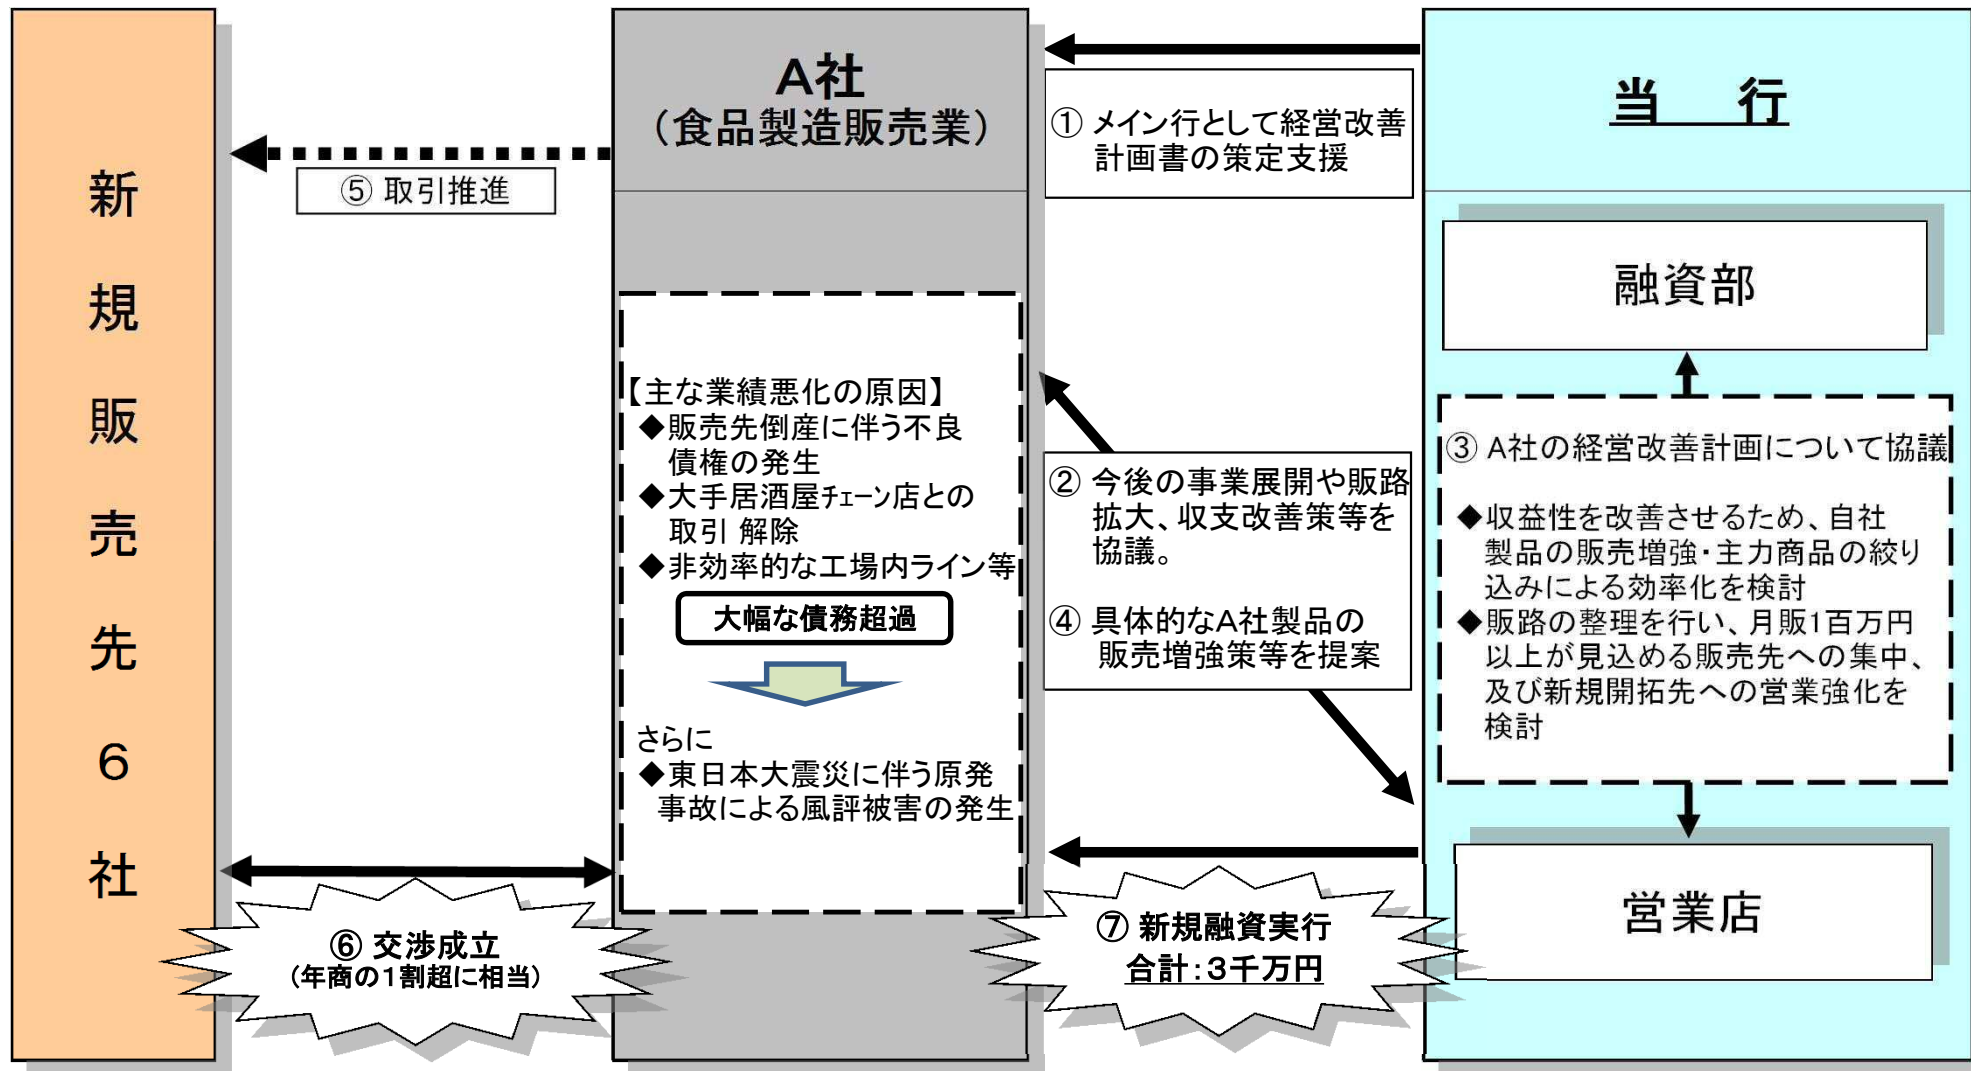 新規販売先6社
A社
（食品製造販売業）
【主な業績悪化の原因】
◆販売先倒産に伴う不良
債権の発生
◆大手居酒屋ﾁｪｰﾝ店との
取引 解除
◆非効率的な工場内ライン等
大幅な債務超過
さらに
◆東日本大震災に伴う原発
事故による風評被害の発生
当　行
① メイン行として経営改善
計画書の策定支援
融資部
② 今後の事業展開や販路
拡大、収支改善策等を
協議。
③ A社の経営改善計画について協議
◆収益性を改善させるため、自社
製品の販売増強・主力商品の絞り
込みによる効率化を検討
◆販路の整理を行い、月販1百万円
以上が見込める販売先への集中、
及び新規開拓先への営業強化を
検討
営業店
④ 具体的なA社製品の
販売増強策等を提案
⑤ 取引推進
⑥ 交渉成立
（年商の1割超に相当）
⑦ 新規融資実行
合計：3千万円